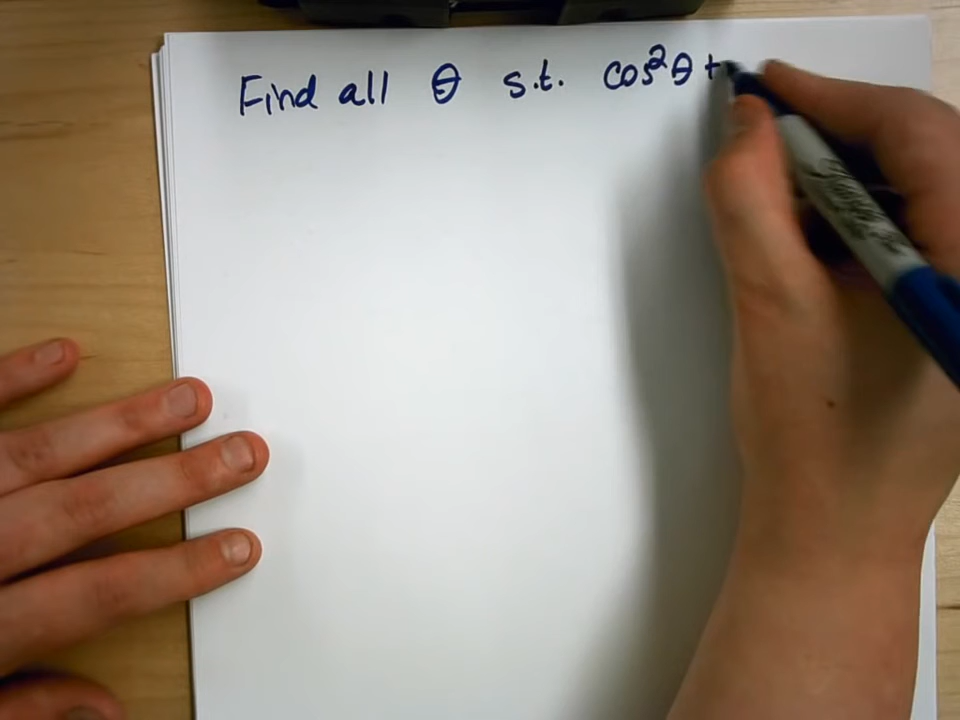 Find all θ s.t. cos²θ +